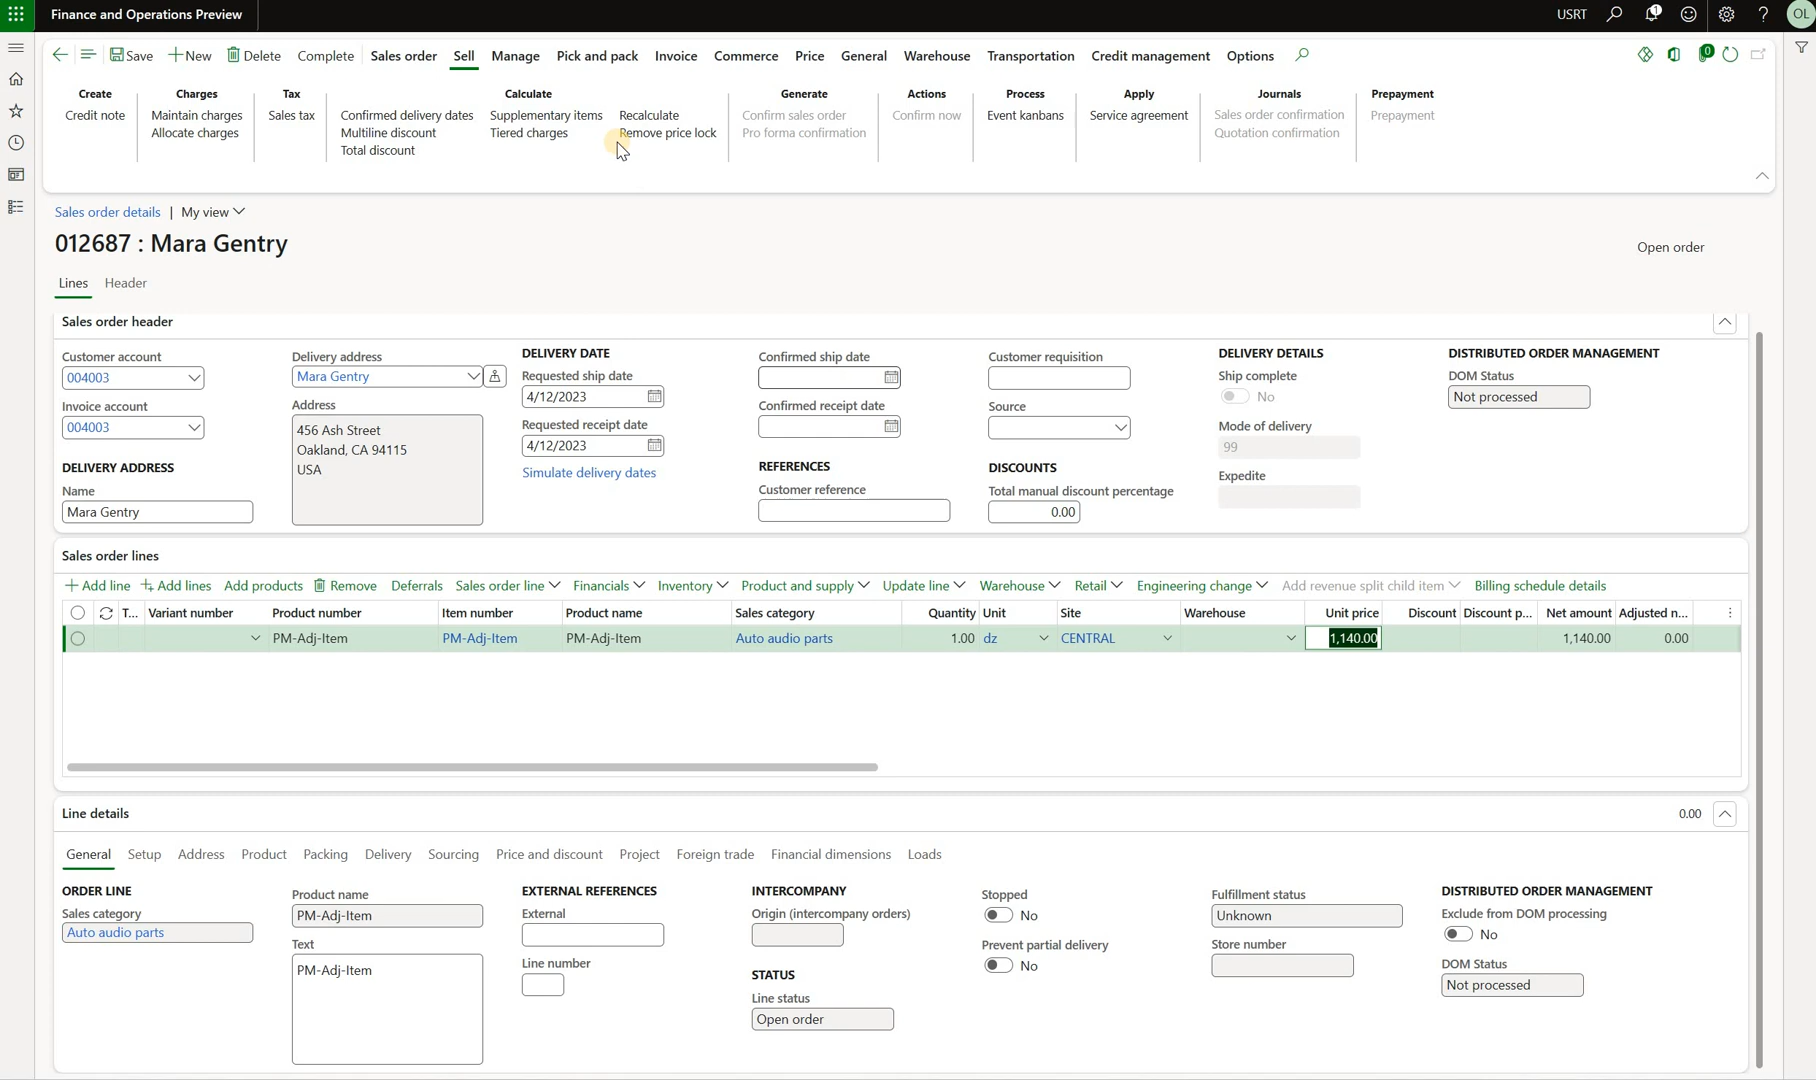 Finance and Operations Preview
USRT
1
?
OL
Save
New
Delete
Complete
Sales order
Sell
Manage
Pick and pack
Invoice
Commerce
Price
General
Warehouse
Transportation
Credit management
Options
0
Create
Credit note
Charges
Maintain charges
Allocate charges
Tax
Sales tax
Calculate
Confirmed delivery dates
Multiline discount
Total discount
Supplementary items
Tiered charges
Recalculate
Remove price lock
Generate
Confirm sales order
Pro forma confirmation
Actions
Confirm now
Process
Event kanbans
Apply
Service agreement
Journals
Sales order confirmation
Quotation confirmation
Prepayment
Prepayment
Sales order details | My view
012687 : Mara Gentry
Open order
Lines
Header
Sales order header
Customer account
004003
Invoice account
004003
DELIVERY ADDRESS
Name
Mara Gentry
Delivery address
Mara Gentry
Address
456 Ash Street
Oakland, CA 94115
USA
DELIVERY DATE
Requested ship date
4/12/2023
Requested receipt date
4/12/2023
Simulate delivery dates
Confirmed ship date
Confirmed receipt date
REFERENCES
Customer reference
Customer requisition
Source
DISCOUNTS
Total manual discount percentage
0.00
DELIVERY DETAILS
Ship complete
No
Mode of delivery
99
Expedite
DISTRIBUTED ORDER MANAGEMENT
DOM Status
Not processed
Sales order lines
Add line
Add lines
Add products
Remove
Deferrals
Sales order line
Financials
Inventory
Product and supply
Update line
Warehouse
Retail
Engineering change
Add revenue split child item
Billing schedule details
T... Variant number Product number Item number Product name Sales category Quantity Unit Site Warehouse Unit price Discount Discount p... Net amount Adjusted n...
PM-Adj-Item PM-Adj-Item PM-Adj-Item Auto audio parts 1.00 dz CENTRAL 1,140.00 1,140.00 0.00
Line details
0.00
General
Setup
Address
Product
Packing
Delivery
Sourcing
Price and discount
Project
Foreign trade
Financial dimensions
Loads
ORDER LINE
Sales category
Auto audio parts
Product name
PM-Adj-Item
Text
PM-Adj-Item
EXTERNAL REFERENCES
External
Line number
INTERCOMPANY
Origin (intercompany orders)
STATUS
Line status
Open order
Stopped
No
Prevent partial delivery
No
Fulfillment status
Unknown
Store number
DISTRIBUTED ORDER MANAGEMENT
Exclude from DOM processing
No
DOM Status
Not processed